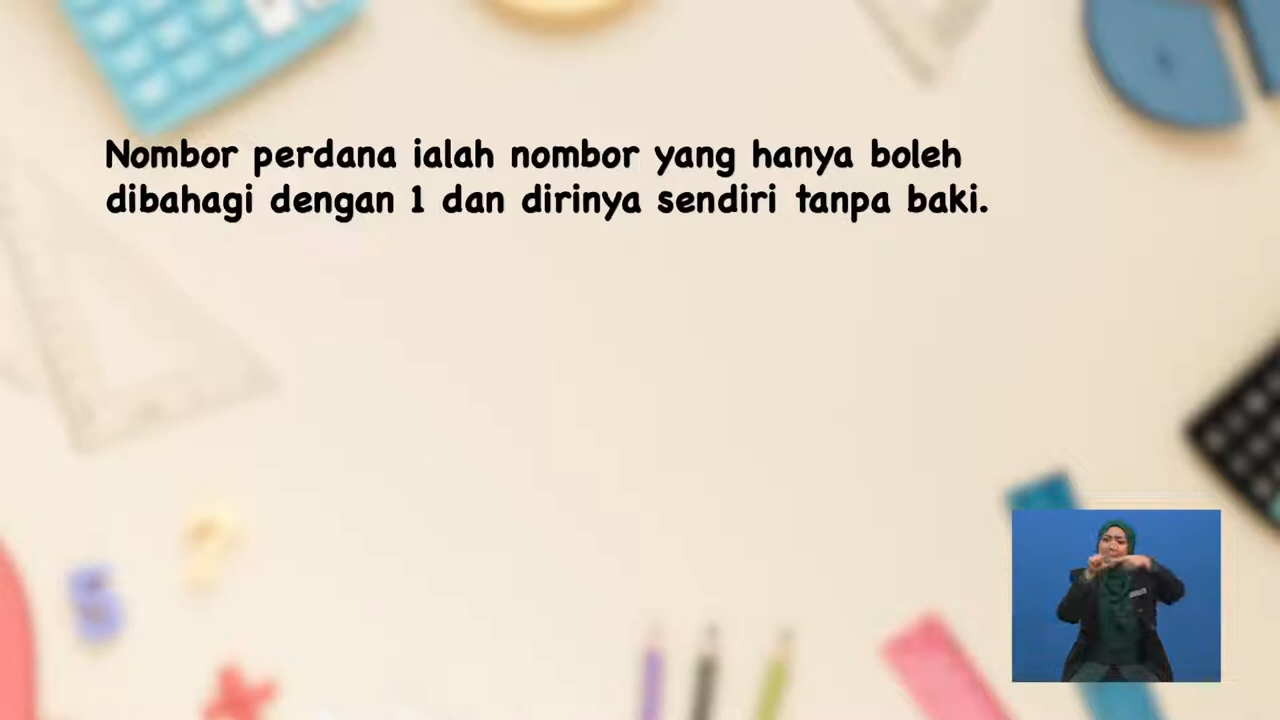 Nombor perdana ialah nombor yang hanya boleh
dibahagi dengan 1 dan dirinya sendiri tanpa baki.